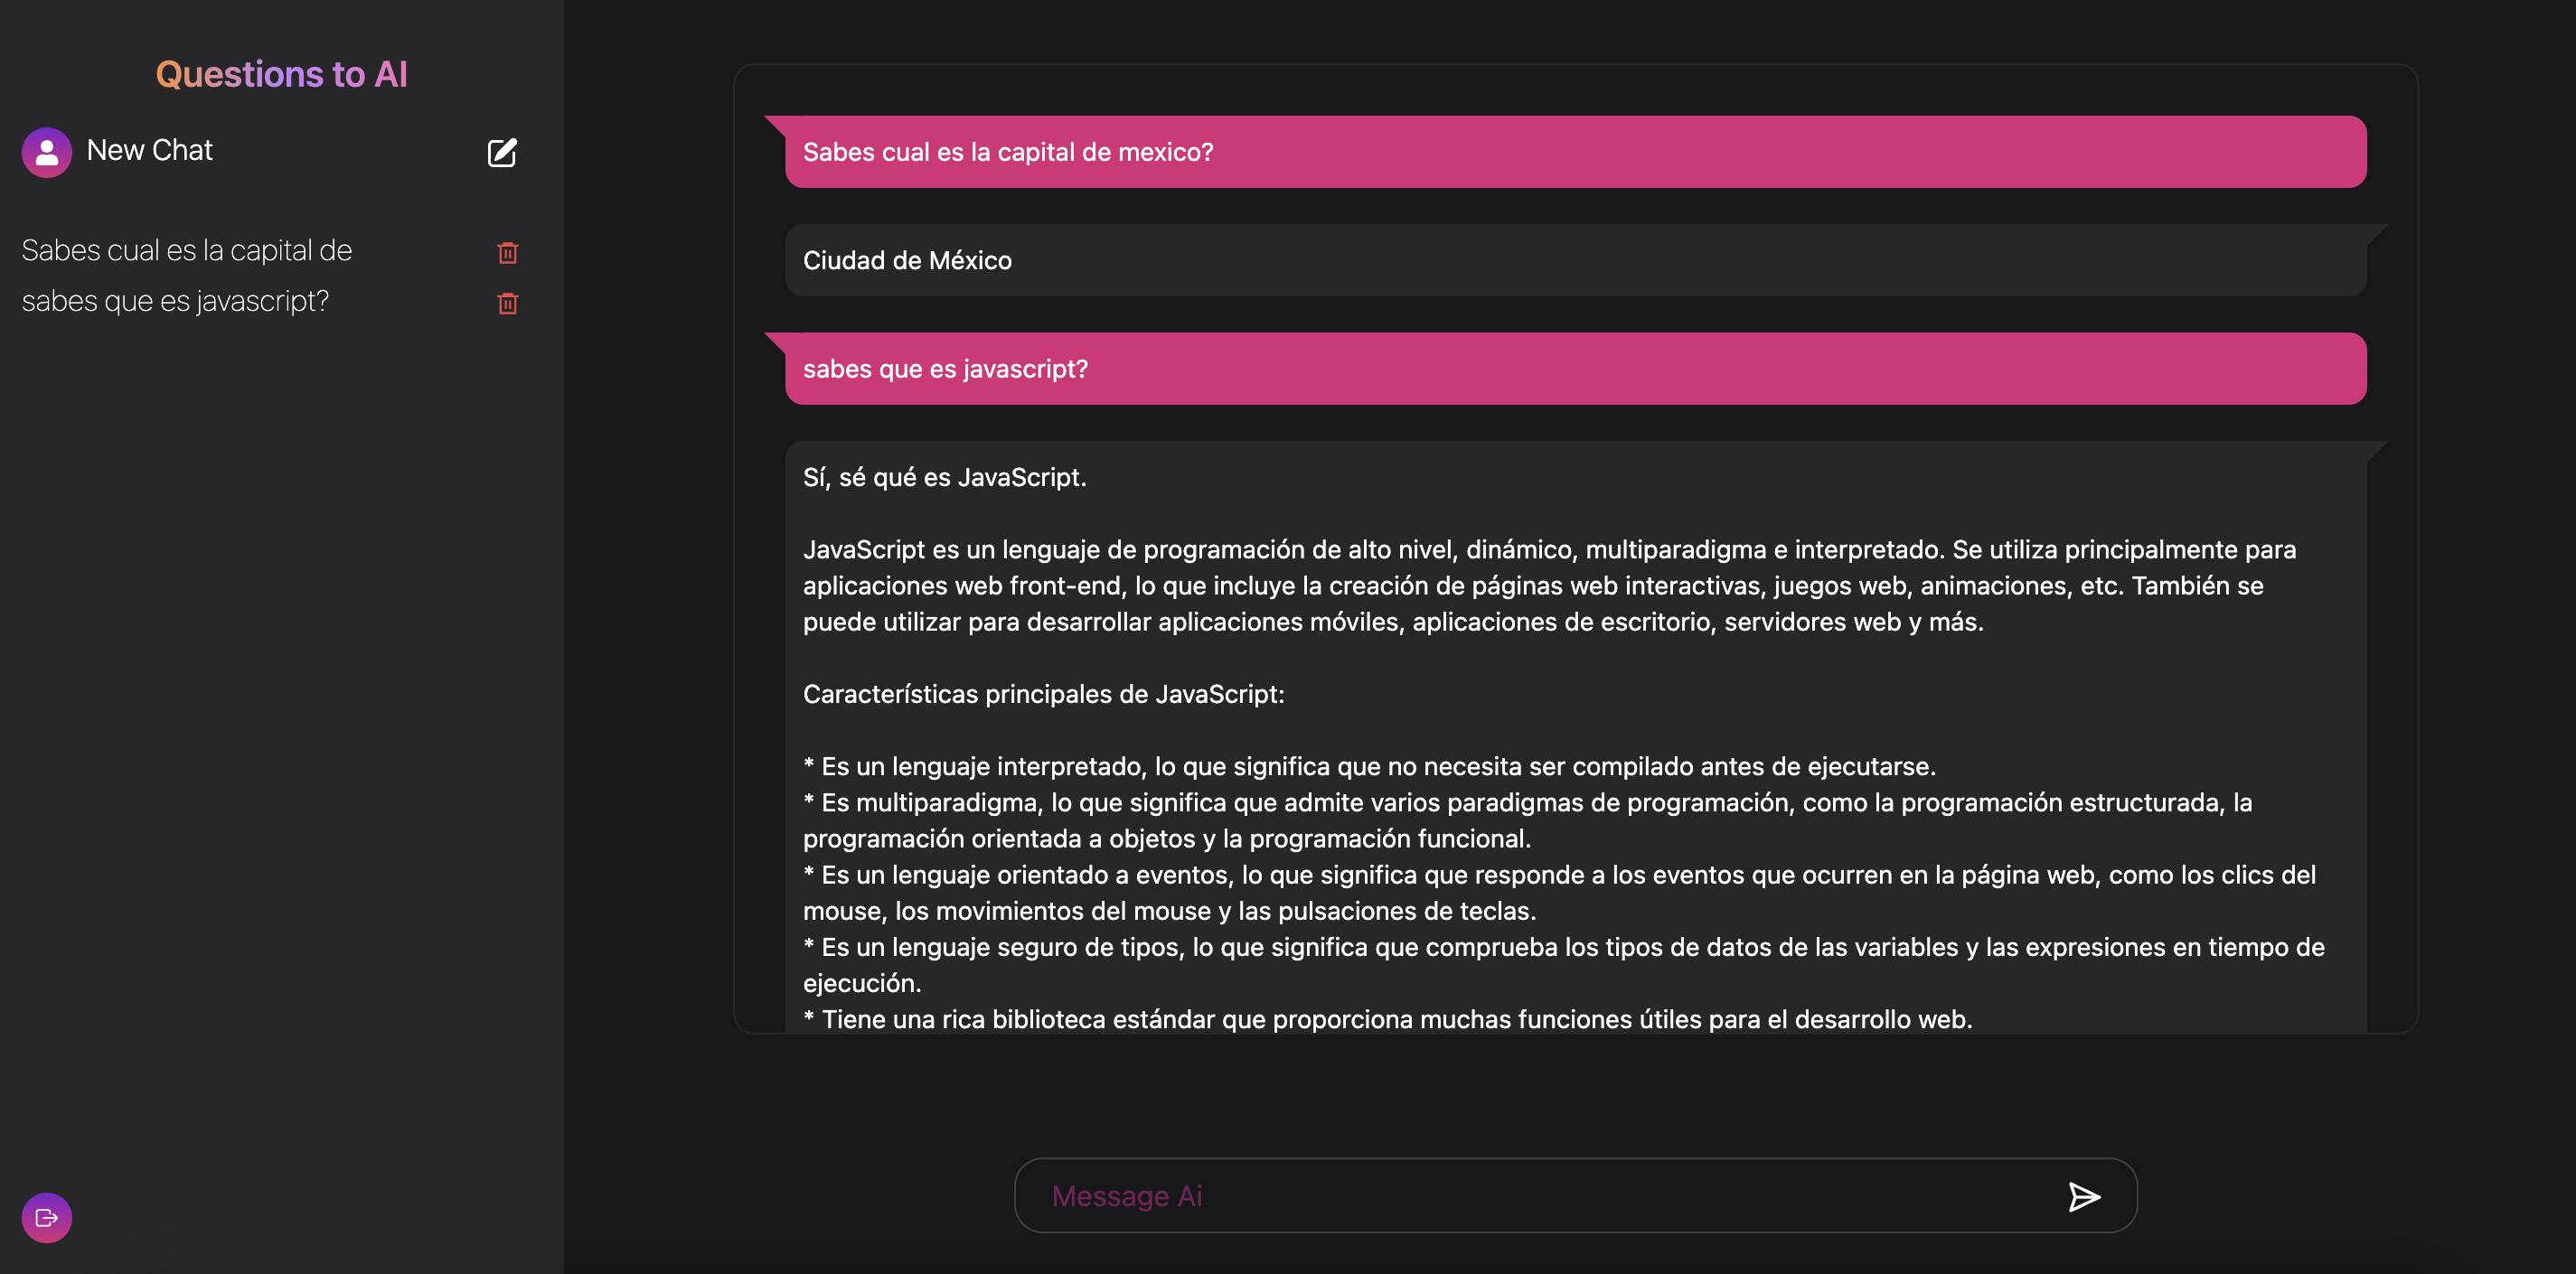 Questions to AI
New Chat
Sabes cual es la capital de
sabes que es javascript?
Sabes cual es la capital de mexico?
Ciudad de México
sabes que es javascript?
Sí, sé qué es JavaScript.
JavaScript es un lenguaje de programación de alto nivel, dinámico, multiparadigma e interpretado. Se utiliza principalmente para
aplicaciones web front-end, lo que incluye la creación de páginas web interactivas, juegos web, animaciones, etc. También se
puede utilizar para desarrollar aplicaciones móviles, aplicaciones de escritorio, servidores web y más.
Características principales de JavaScript:
* Es un lenguaje interpretado, lo que significa que no necesita ser compilado antes de ejecutarse.
* Es multiparadigma, lo que significa que admite varios paradigmas de programación, como la programación estructurada, la
programación orientada a objetos y la programación funcional.
* Es un lenguaje orientado a eventos, lo que significa que responde a los eventos que ocurren en la página web, como los clics del
mouse, los movimientos del mouse y las pulsaciones de teclas.
* Es un lenguaje seguro de tipos, lo que significa que comprueba los tipos de datos de las variables y las expresiones en tiempo de
ejecución.
* Tiene una rica biblioteca estándar que proporciona muchas funciones útiles para el desarrollo web.
Message Ai